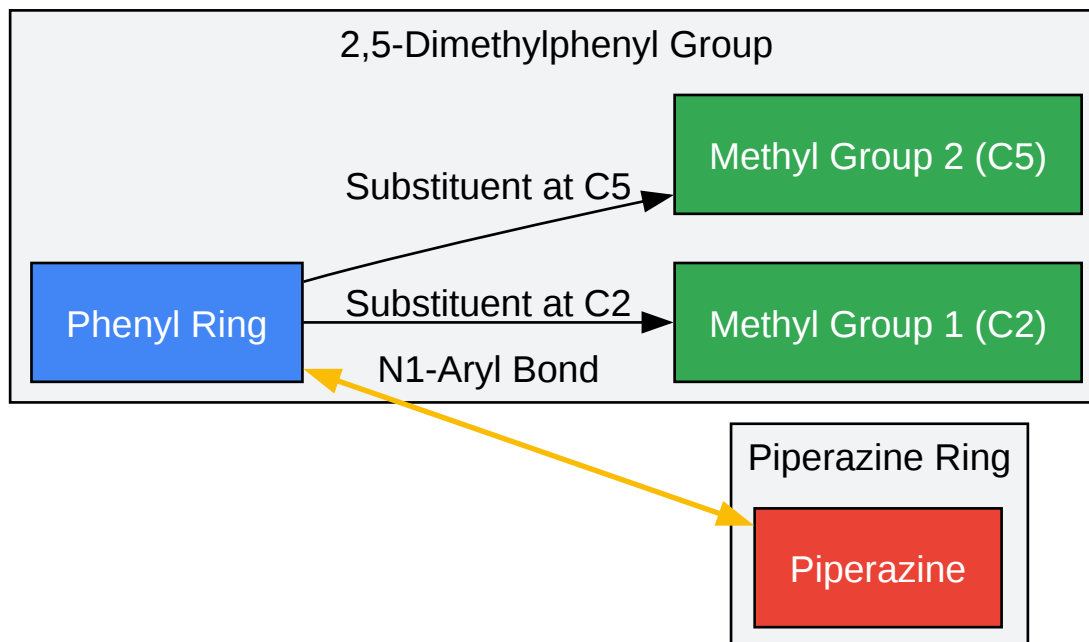 2,5-Dimethylphenyl Group
Methyl Group 2 (C5)
Substituent at C5
Substituent at C2
Phenyl Ring
Methyl Group 1 (C2)
N1-Aryl Bond
Piperazine Ring
Piperazine